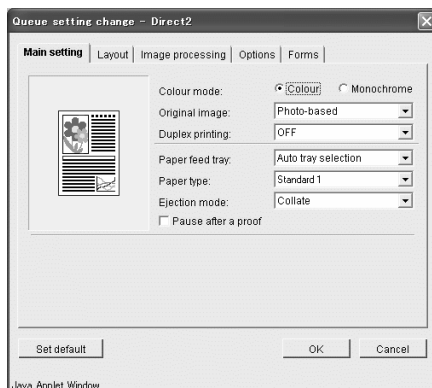 Queue setting change - Direct2
Main setting Layout Image processing Options Forms
Colour mode: Colour Monochrome
Original image: Photo-based
Duplex printing: OFF
Paper feed tray: Auto tray selection
Paper type: Standard 1
Ejection mode: Collate
Pause after a proof
Set default OK Cancel
Java Applet Window